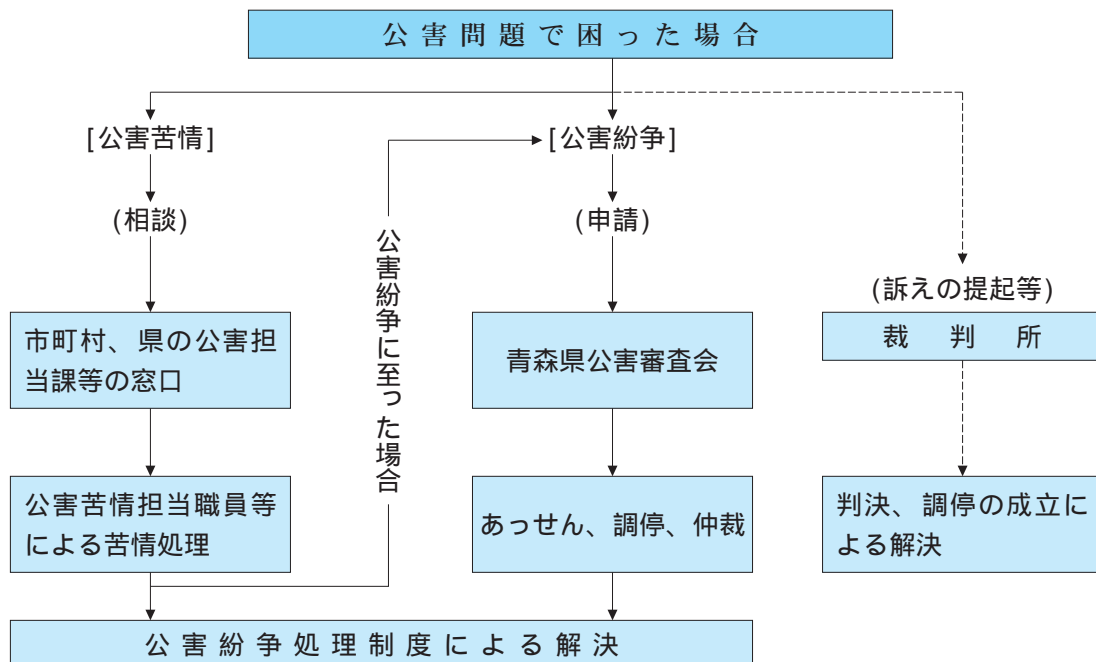 公害問題で困った場合
[公害苦情]
[公害紛争]
(相談)
(申請)
公害紛争に至った場合
(訴えの提起等)
市町村、県の公害担
当課等の窓口
青森県公害審査会
裁判所
公害苦情担当職員等
による苦情処理
あっせん、調停、仲裁
判決、調停の成立に
よる解決
公害紛争処理制度による解決